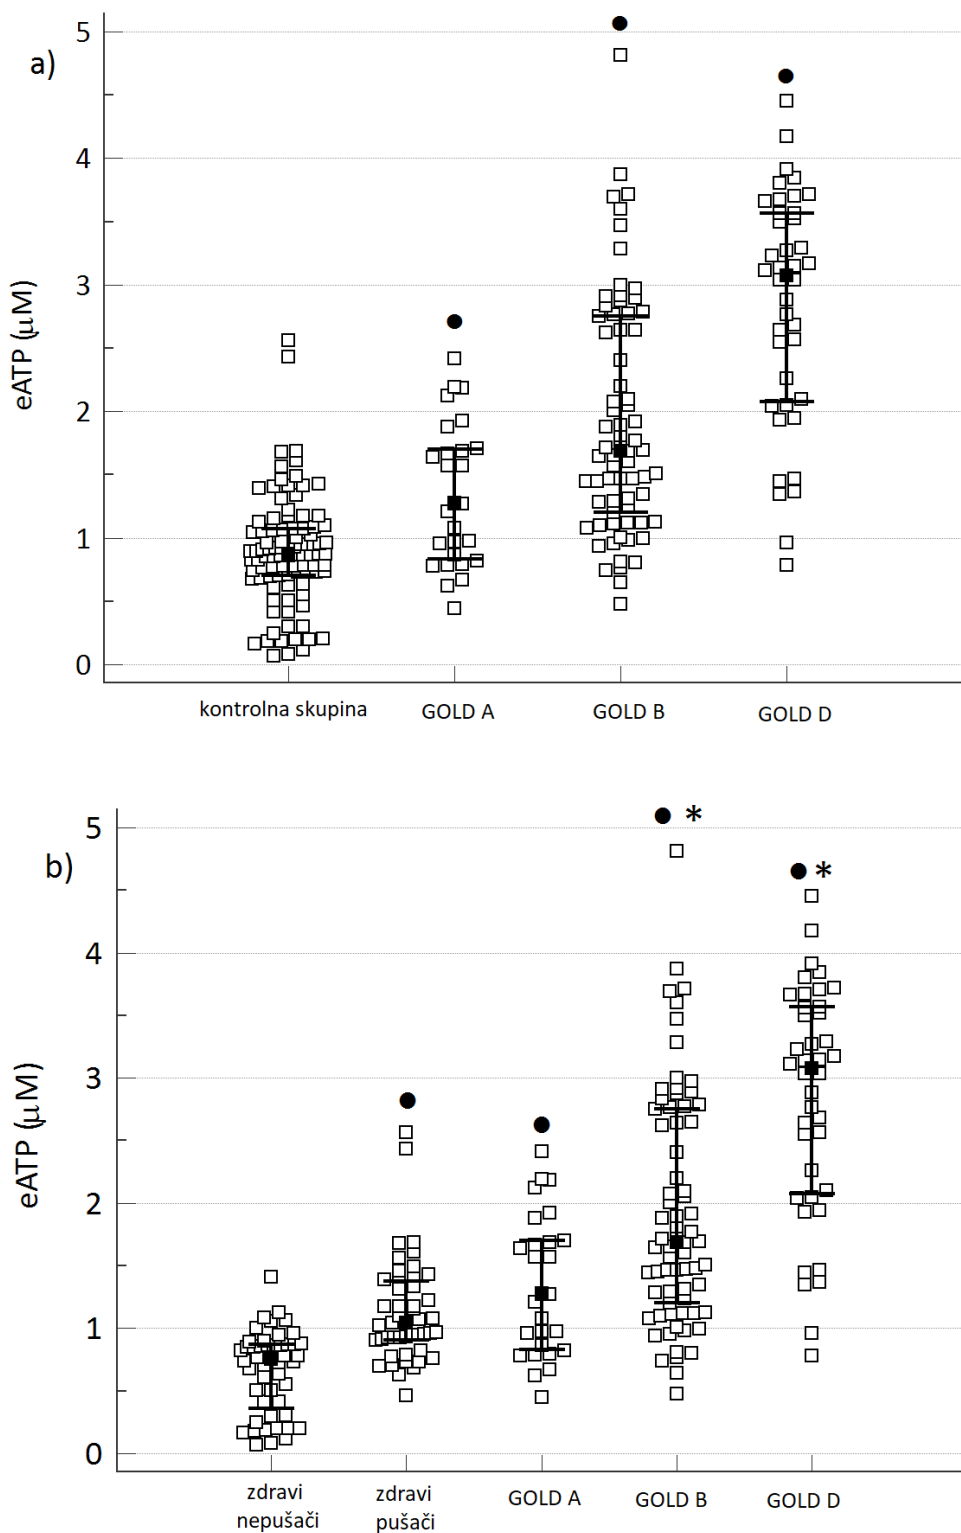 a)
5
4
3
2
1
0
eATP (μM)
kontrolna skupina
GOLD A
GOLD B
GOLD D
b)
● *
● *
5
4
3
2
1
0
eATP (μM)
zdravi nepušači
zdravi pušači
GOLD A
GOLD B
GOLD D